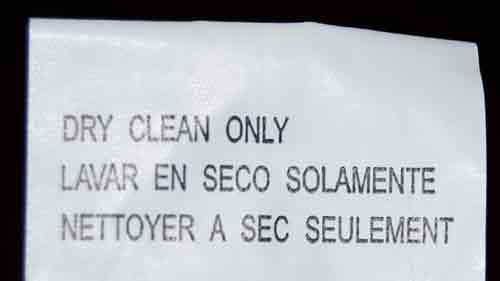 DRY CLEAN ONLY
LAVAR EN SECO SOLAMENTE
NETTOYER A SEC SEULEMENT